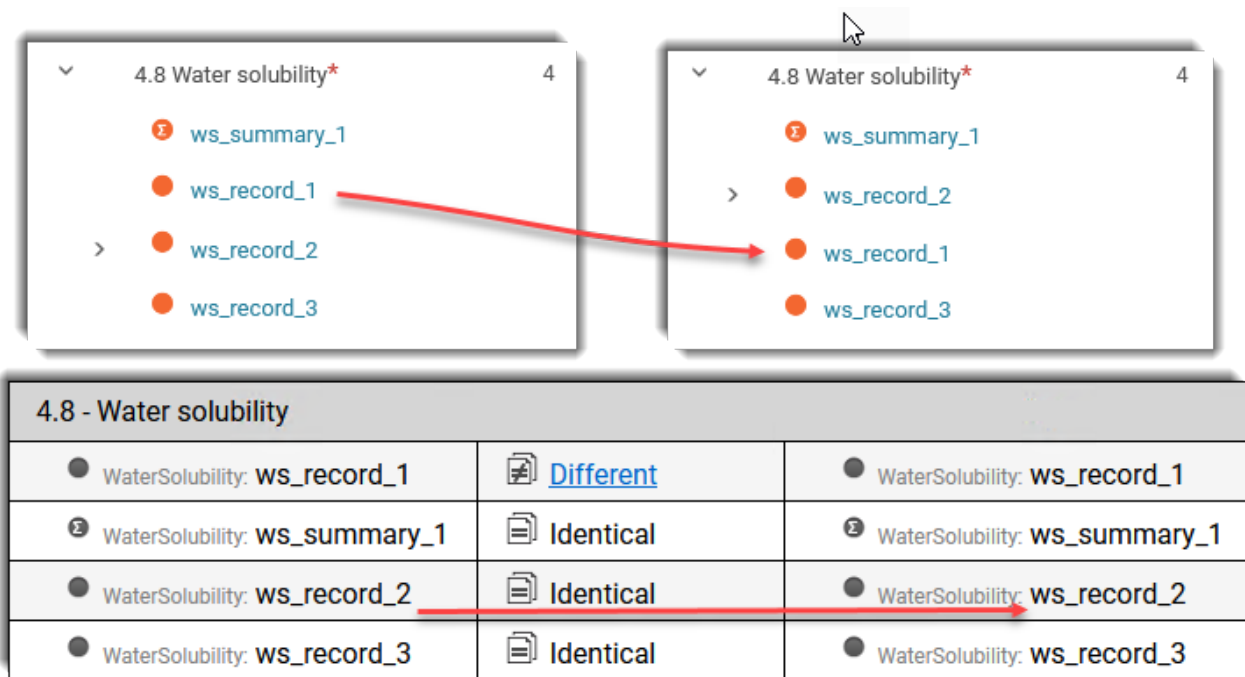 4.8 Water solubility* 4
ws_summary_1
ws_record_1
ws_record_2
ws_record_3
4.8 Water solubility* 4
ws_summary_1
ws_record_2
ws_record_1
ws_record_3
4.8 - Water solubility
WaterSolubility: ws_record_1 Different WaterSolubility: ws_record_1
WaterSolubility: ws_summary_1 Identical WaterSolubility: ws_summary_1
WaterSolubility: ws_record_2 Identical WaterSolubility: ws_record_2
WaterSolubility: ws_record_3 Identical WaterSolubility: ws_record_3